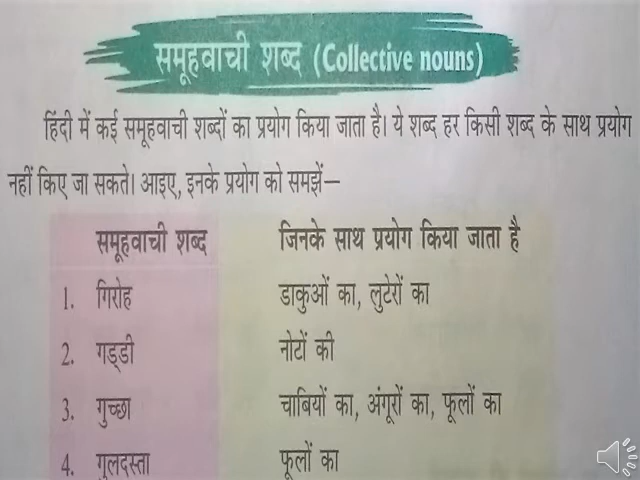 समूहवाची शब्द (Collective nouns)
हिंदी में कई समूहवाची शब्दों का प्रयोग किया जाता है। ये शब्द हर किसी शब्द के साथ प्रयोग
नहीं किए जा सकते। आइए, इनके प्रयोग को समझें—
समूहवाची शब्द जिनके साथ प्रयोग किया जाता है
1. गिरोह डाकुओं का, लुटेरों का
2. गड्डी नोटों की
3. गुच्छा चाबियों का, अंगूरों का, फूलों का
4. गुलदस्ता फूलों का